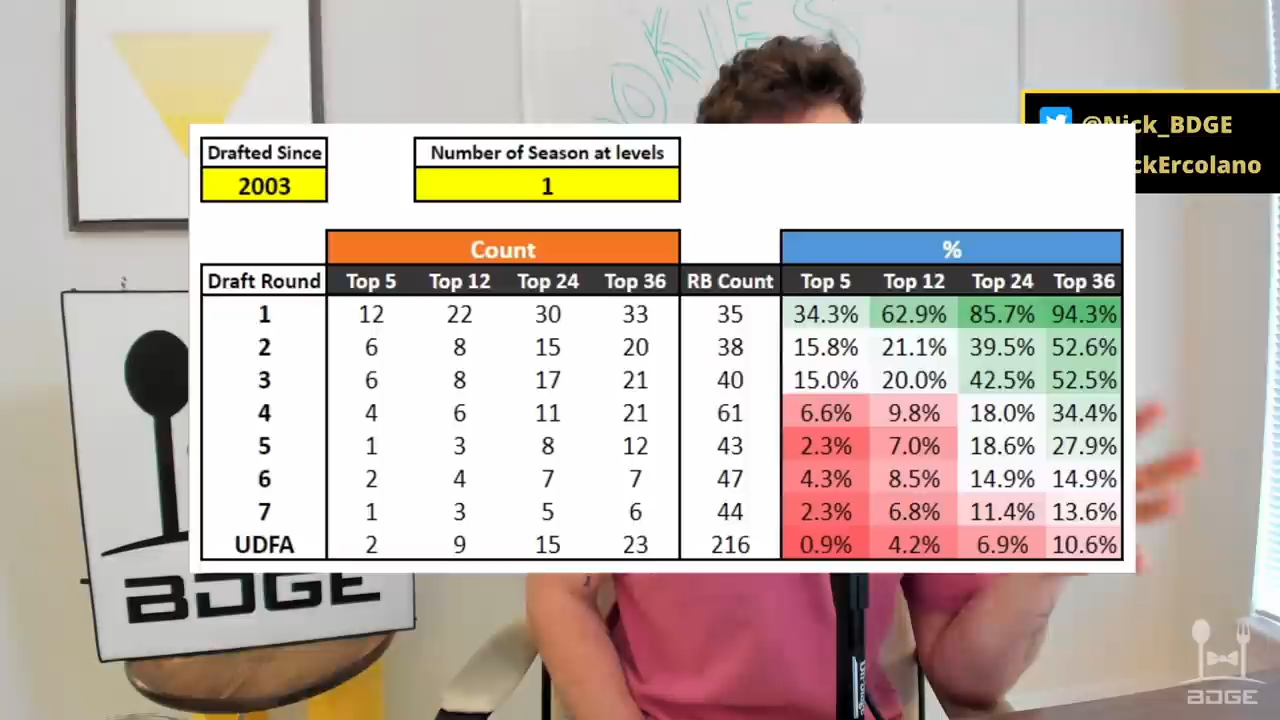 OKIES
@Nick_BDGE
ckErcolano
Drafted Since
2003
Number of Season at levels
1
Count
%
Draft Round Top 5 Top 12 Top 24 Top 36 RB Count Top 5 Top 12 Top 24 Top 36
1 12 22 30 33 35 34.3% 62.9% 85.7% 94.3%
2 6 8 15 20 38 15.8% 21.1% 39.5% 52.6%
3 6 8 17 21 40 15.0% 20.0% 42.5% 52.5%
4 4 6 11 21 61 6.6% 9.8% 18.0% 34.4%
5 1 3 8 12 43 2.3% 7.0% 18.6% 27.9%
6 2 4 7 7 47 4.3% 8.5% 14.9% 14.9%
7 1 3 5 6 44 2.3% 6.8% 11.4% 13.6%
UDFA 2 9 15 23 216 0.9% 4.2% 6.9% 10.6%
BDGE
BDGE